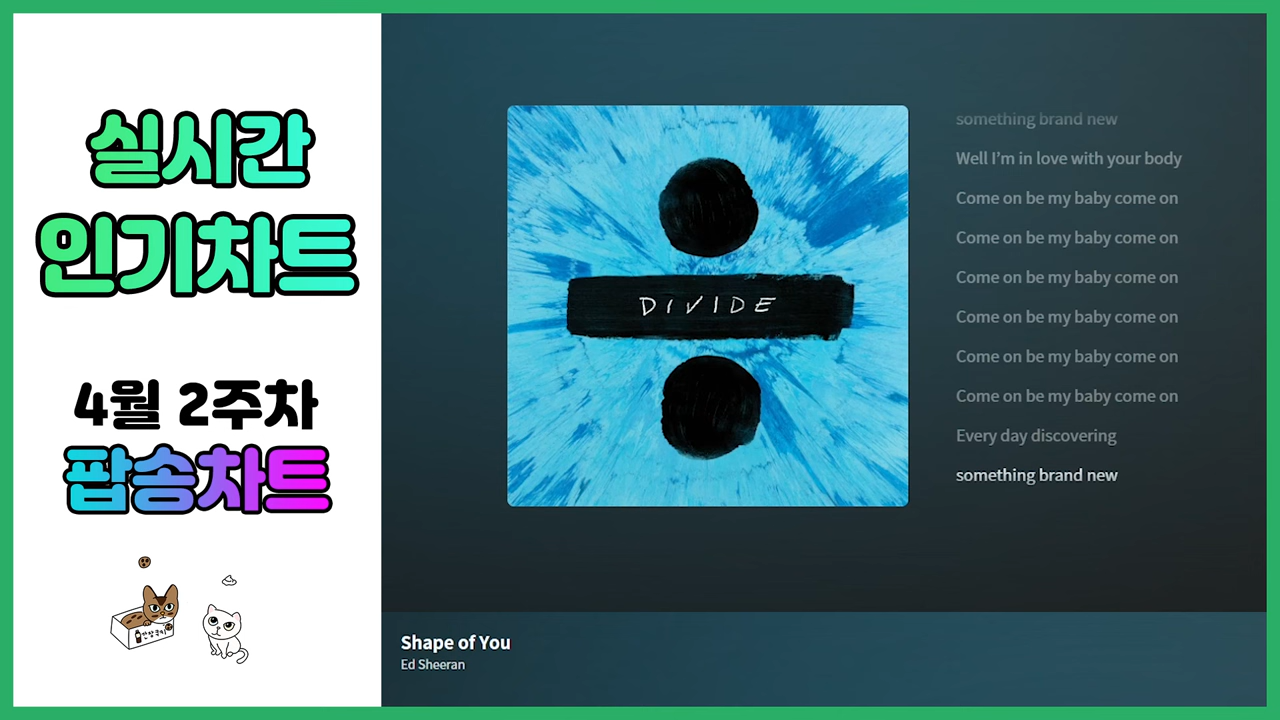 실시간
인기차트
4월 2주차
팝송차트
DIVIDE
something brand new
Well I'm in love with your body
Come on be my baby come on
Come on be my baby come on
Come on be my baby come on
Come on be my baby come on
Come on be my baby come on
Come on be my baby come on
Every day discovering
something brand new
Shape of You
Ed Sheeran